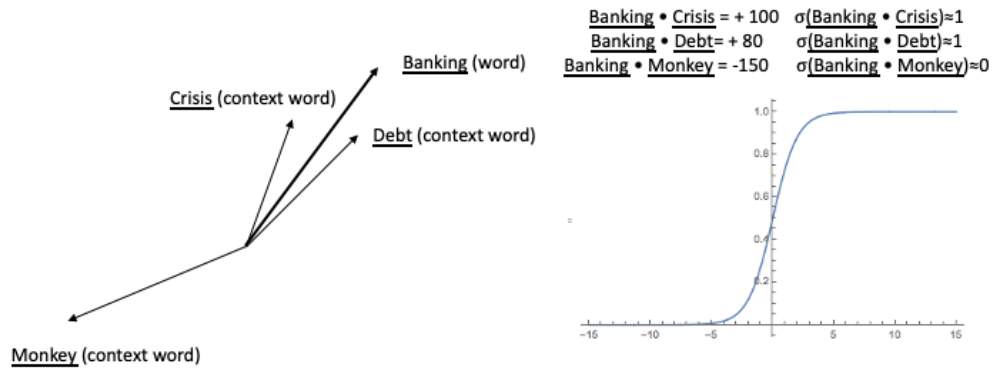 Banking (word)
Crisis (context word)
Debt (context word)
Monkey (context word)
Banking • Crisis = + 100 σ(Banking • Crisis)≈1
Banking • Debt= + 80 σ(Banking • Debt)≈1
Banking • Monkey = -150 σ(Banking • Monkey)≈0
1.0
0.8
0.6
0.4
0.2
-15 -10 -5 5 10 15